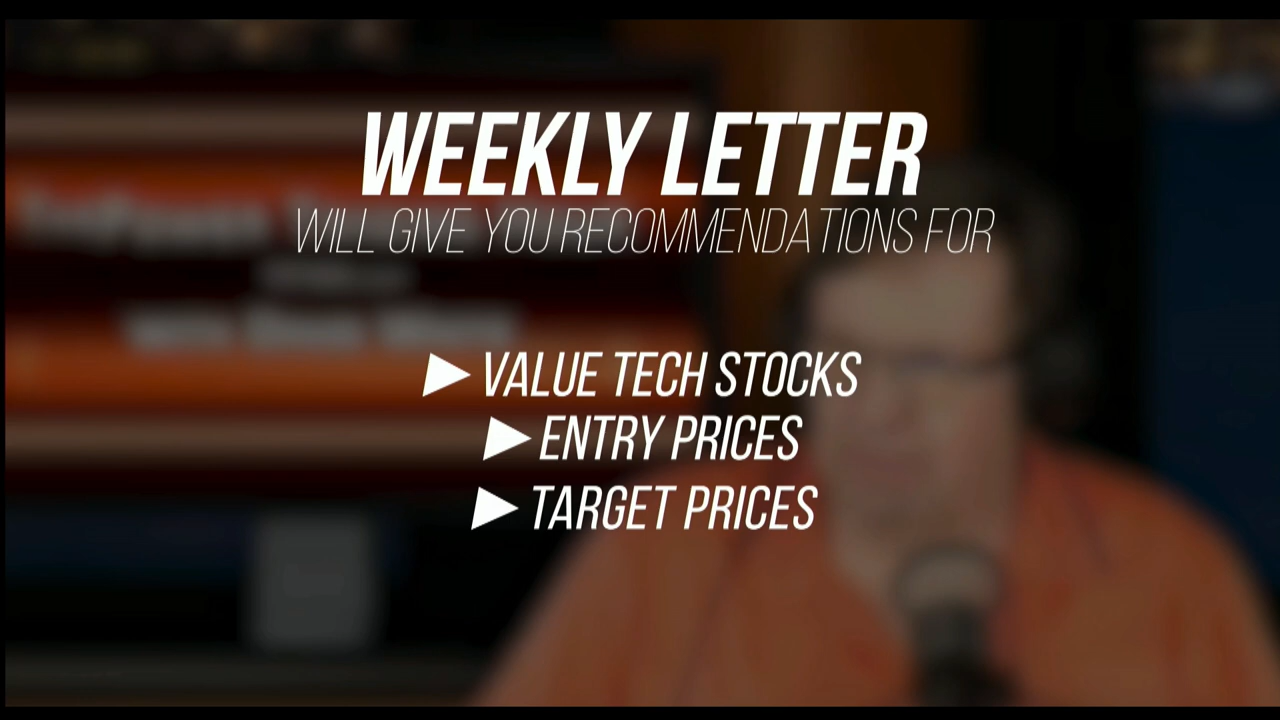 WEEKLY LETTER
WILL GIVE YOU RECOMMENDATIONS FOR
▶ VALUE TECH STOCKS
▶ ENTRY PRICES
▶ TARGET PRICES